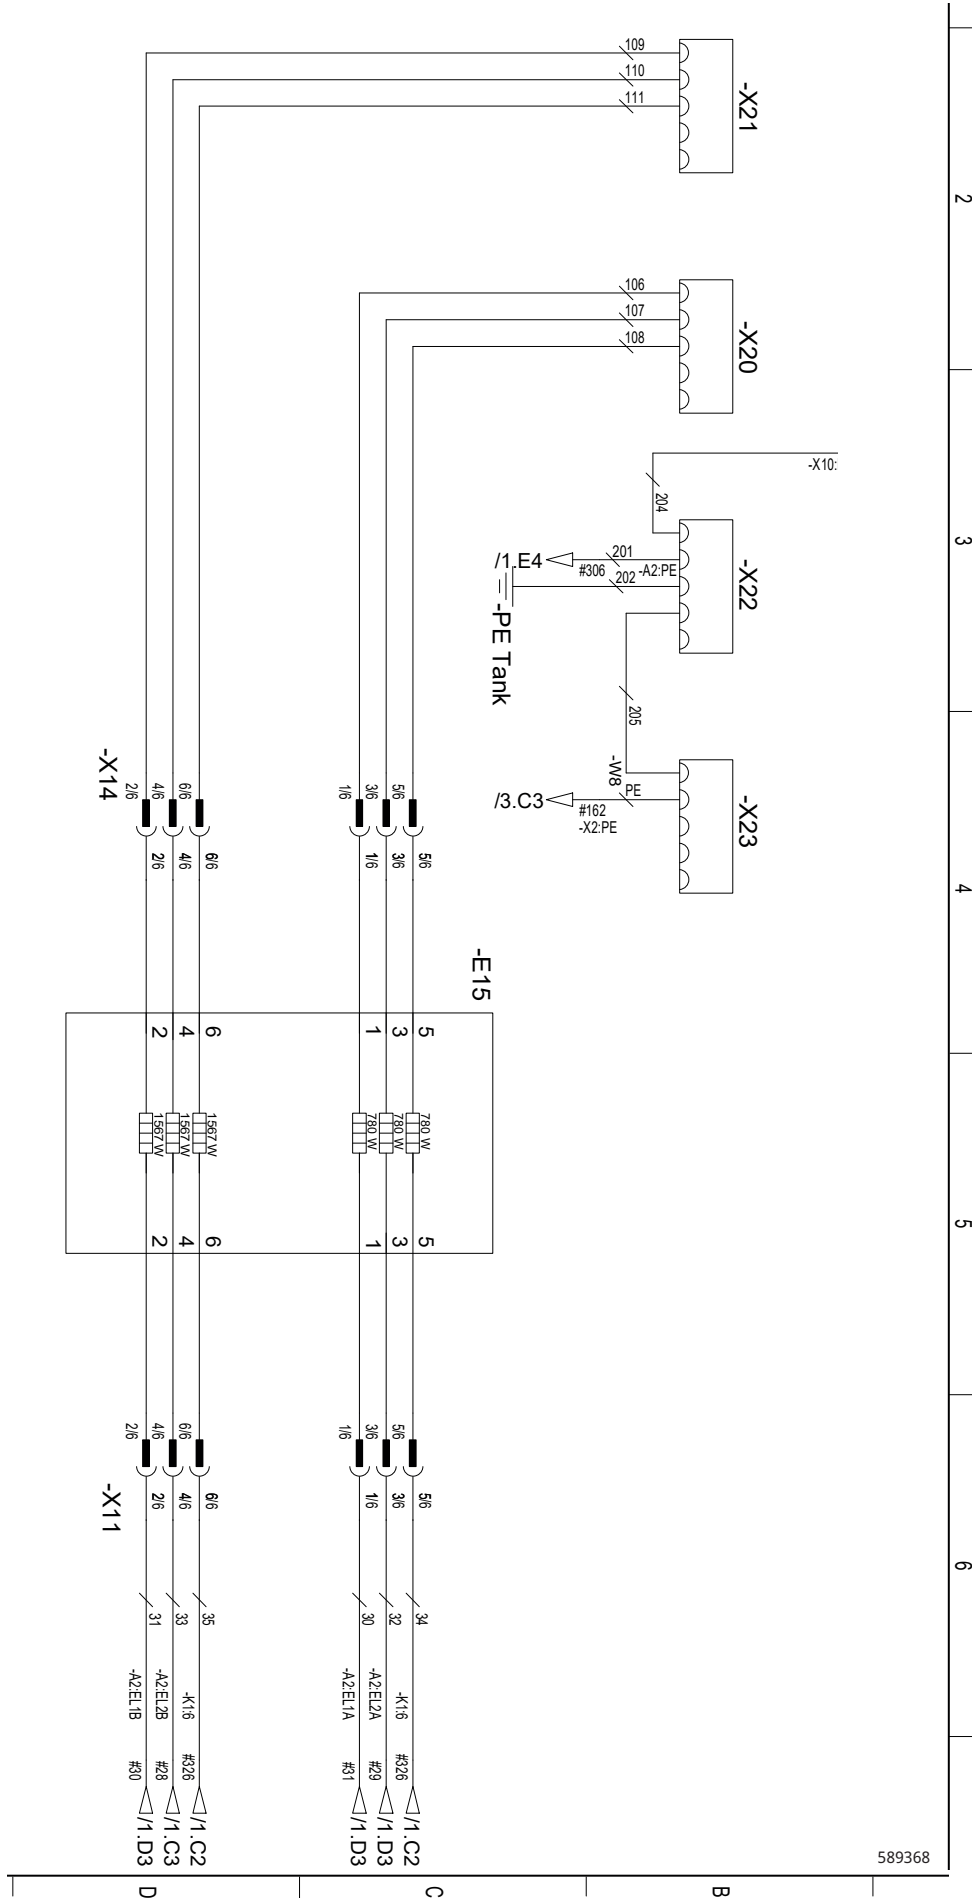 109
110
111
-X21
2
106
107
108
-X20
-X10:
204
/1.E4
201
#306
-A2:PE
202
-PE Tank
-X22
3
205
-W8
PE
/3.C3
#162
-X2:PE
-X23
-X14
2/6
4/6
6/6
1/6
3/6
5/6
2/6
4/6
6/6
1/6
3/6
5/6
4
-E15
2
4
6
1
3
5
1567 W
1567 W
1567 W
780 W
780 W
780 W
2
4
6
1
3
5
5
2/6
4/6
6/6
1/6
3/6
5/6
-X11
2/6
4/6
6/6
1/6
3/6
5/6
6
31
33
35
30
32
34
-A2:EL1B
-A2:EL2B
-K1:6
-A2:EL1A
-A2:EL2A
-K1:6
#30
#28
#326
#31
#29
#326
/1.D3
/1.C3
/1.C2
/1.D3
/1.D3
/1.C2
589368
D
C
B